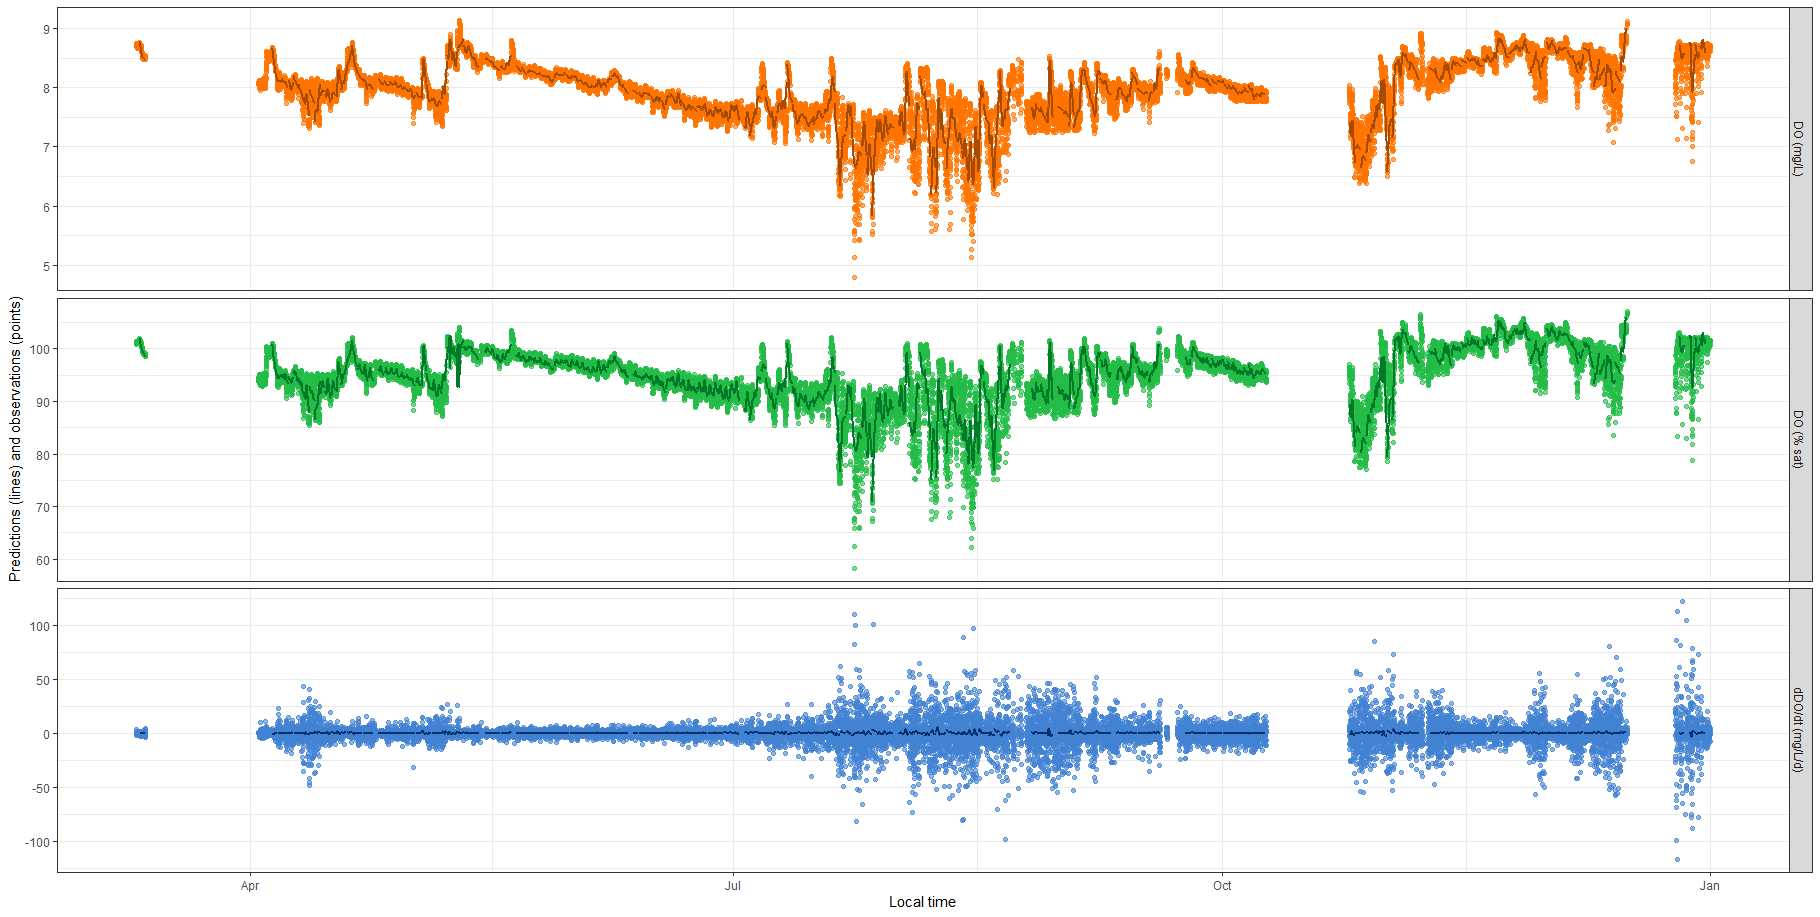 Predictions (lines) and observations (points)
9
8
7
6
5
DO (mg/L)
100
90
80
70
60
DO (% sat)
100
50
0
-50
-100
dDO/dt (mg/L/d)
Apr
Jul
Oct
Jan
Local time